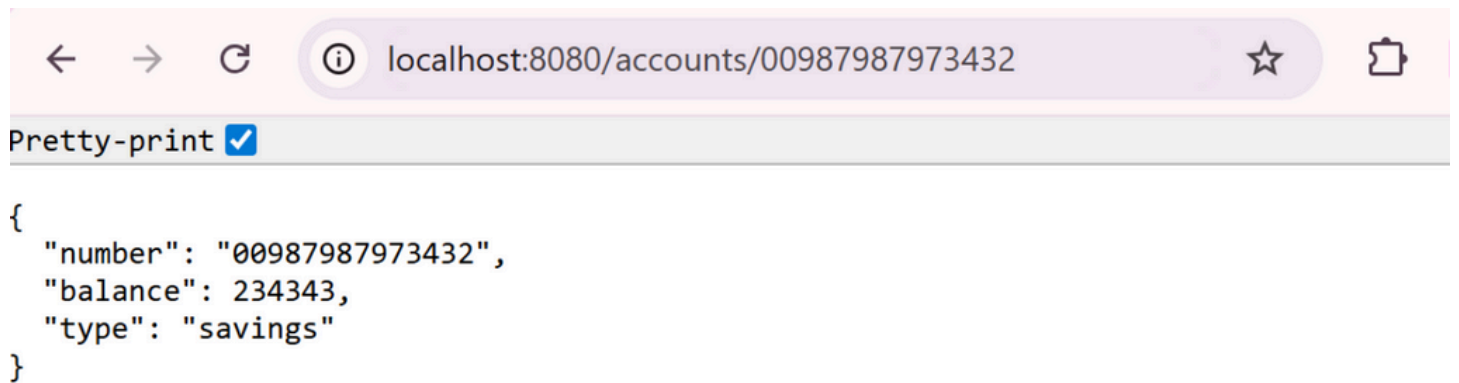 localhost:8080/accounts/00987987973432
Pretty-print
{
"number": "00987987973432",
"balance": 234343,
"type": "savings"
}